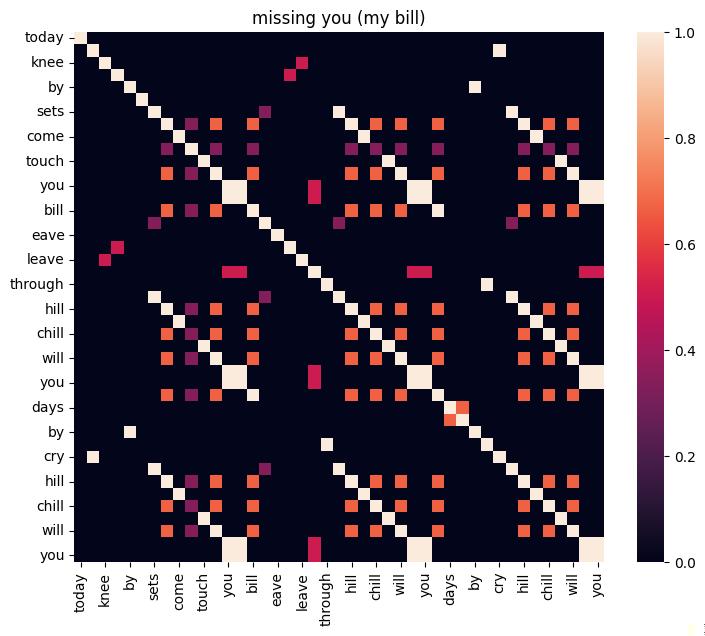 missing you (my bill)
today
knee
by
sets
come
touch
you
bill
eave
leave
through
hill
chill
will
you
days
by
cry
hill
chill
will
you
1.0
0.8
0.6
0.4
0.2
0.0
today
knee
by
sets
come
touch
you
bill
eave
leave
through
hill
chill
will
you
days
by
cry
hill
chill
will
you